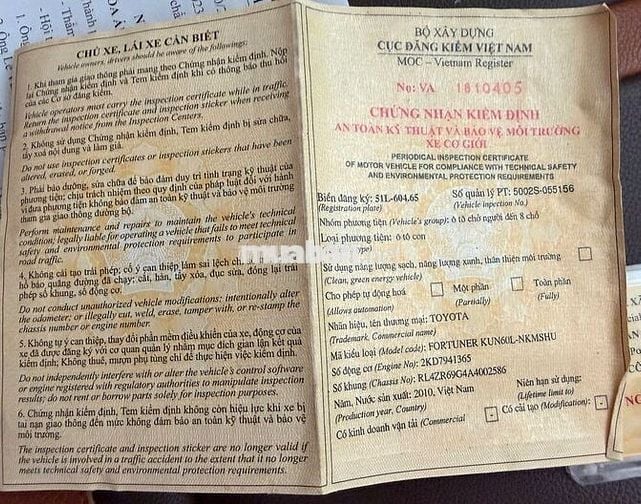 CHỦ XE, LÁI XE CẦN BIẾT
Vehicle owners, drivers should be aware of the followings:
1. Khi tham gia giao thông phải mang theo Chứng nhận kiểm định. Nộp
lại Chứng nhận kiểm định và Tem kiểm định khi có thông báo thu hồi
của các Cơ sở đăng kiểm.
Vehicle operators must carry the inspection certificate while in traffic.
Return the inspection certificate and inspection sticker when receiving
a withdrawal notice from the Inspection Centers.
2. Không sử dụng Chứng nhận kiểm định, Tem kiểm định bị sửa chữa,
tẩy xoá nội dung và làm giả.
Do not use inspection certificates or inspection stickers that have been
altered, erased, or forged.
3. Phải bảo dưỡng, sửa chữa để bảo đảm duy trì tình trạng kỹ thuật của
phương tiện; chịu trách nhiệm theo quy định của pháp luật đối với hành
vi đưa phương tiện không bảo đảm an toàn kỹ thuật và bảo vệ môi trường
tham gia giao thông đường bộ.
Perform maintenance and repairs to maintain the vehicle's technical
condition; legally liable for operating a vehicle that fails to meet technical
safety and environmental protection requirements to participate in
road traffic.
4. Không cải tạo trái phép; cố ý can thiệp làm sai lệch chỉ
hồ báo quãng đường đã chạy; cắt, hàn, tẩy xóa, đục sửa, đóng lại trái
phép số khung, số động cơ.
Do not conduct unauthorized vehicle modifications; intentionally alter
the odometer; or illegally cut, weld, erase, tamper with, or re-stamp the
chassis number or engine number.
5. Không tự ý can thiệp, thay đổi phần mềm điều khiển của xe, động cơ của
xe đã được đăng ký với cơ quan quản lý nhằm mục đích gian lận kết quả
kiểm định; Không thuê, mượn phụ tùng chỉ để thực hiện việc kiểm định.
Do not independently interfere with or alter the vehicle's control software
or engine registered with regulatory authorities to manipulate inspection
results; do not rent or borrow parts solely for inspection purposes.
6. Chứng nhận kiểm định, Tem kiểm định không còn hiệu lực khi xe bị
tai nạn giao thông đến mức không đảm bảo an toàn kỹ thuật và bảo vệ
môi trường.
The inspection certificate and inspection sticker are no longer valid if
the vehicle is involved in a traffic accident to the extent that it no longer
meets technical safety and environmental protection requirements.
BỘ XÂY DỰNG
CỤC ĐĂNG KIỂM VIỆT NAM
MOC – Vietnam Register
No: VA 1810405
CHỨNG NHẬN KIỂM ĐỊNH
AN TOÀN KỸ THUẬT VÀ BẢO VỆ MÔI TRƯỜNG
XE CƠ GIỚI
PERIODICAL INSPECTION CERTIFICATE
OF MOTOR VEHICLE FOR COMPLIANCE WITH TECHNICAL SAFETY
AND ENVIRONMENTAL PROTECTION REQUIREMENTS
Biển đăng ký: 51L-604.65 Số quản lý PT: 5002S-055156
(Registration plate) (Vehicle inpection No.)
Nhóm phương tiện (Vehicle's group): ô tô chở người đến 8 chỗ
Loại phương tiện: ô tô con
Sử dụng năng lượng sạch, năng lượng xanh, thân thiện môi trường
(Clean, green energy vehicle)
Cho phép tự động hoá Một phần Toàn phần
(Allows automation) (Partially) (Fully)
Nhãn hiệu, tên thương mại: TOYOTA
(Trademark, Commercial name)
Mã kiểu loại (Model code): FORTUNER KUN60L-NKMSHU
Số động cơ (Engine No): 2KD7941365
Số khung (Chassis No): RL4ZR69G4A4002586
Năm, Nước sản xuất: 2010, Việt Nam Niên hạn sử dụng:
(Production year, Country) (Lifetime limit to)
Có kinh doanh vận tải (Commercial Có cải tạo (Modification):
muaban